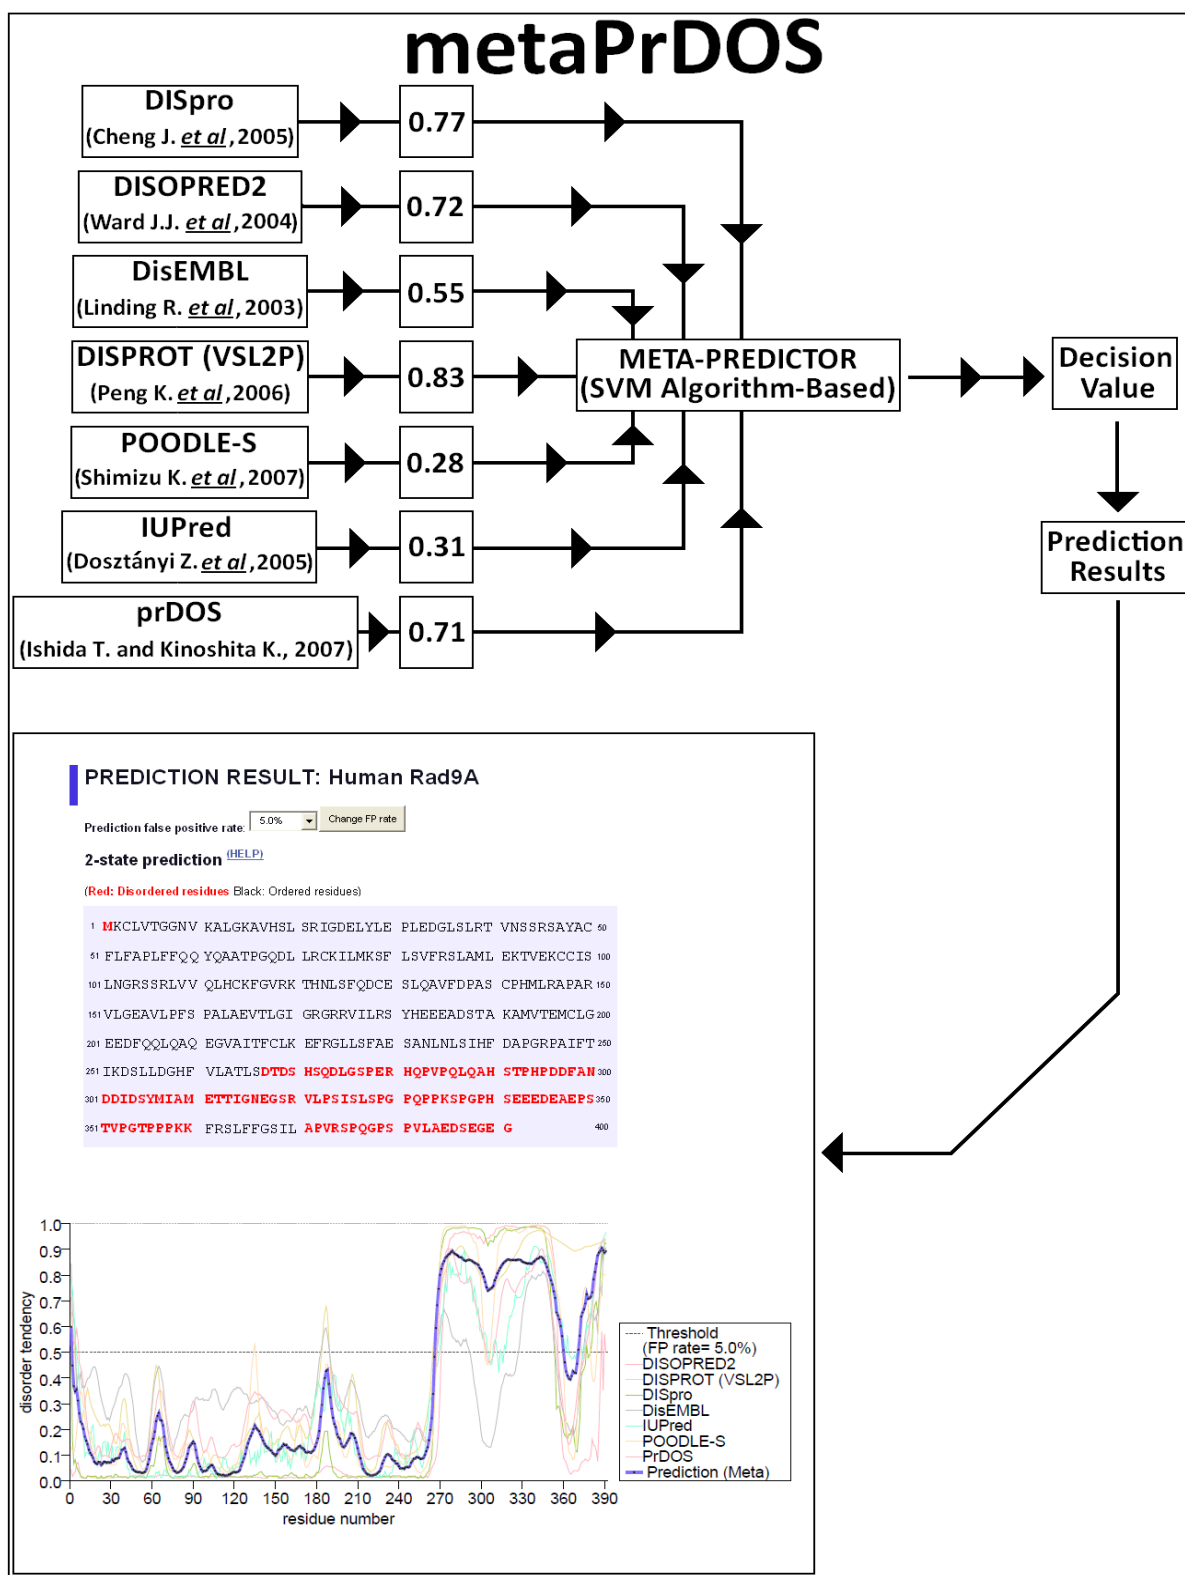 metaPrDOS
DISpro
(Cheng J. et al, 2005)
0.77
DISOPRED2
(Ward J.J. et al, 2004)
0.72
DisEMBL
(Linding R. et al, 2003)
0.55
DISPROT (VSL2P)
(Peng K. et al, 2006)
0.83
META-PREDICTOR
(SVM Algorithm-Based)
Decision
Value
POODLE-S
(Shimizu K. et al, 2007)
0.28
IUPred
(Dosztányi Z. et al, 2005)
0.31
Prediction
Results
prDOS
(Ishida T. and Kinoshita K., 2007)
0.71
PREDICTION RESULT: Human Rad9A
Prediction false positive rate: 5.0% Change FP rate
2-state prediction (HELP)
(Red: Disordered residues Black: Ordered residues)
1 MKCLVTGGNV KALGKAVHSL SRIGDELYLE PLEDGLSLRT VNSSRSAYAC 50
51 FLFAPLFFQQ YQAATPGQDL LRCKILMKSF LSVFRSLAML EKTVEKCCIS 100
101 LNGRSSRLVV QLHCKFGVRK THNLSFQDCE SLQAVFDPAS CPHMLRAPAR 150
151 VLGEAVLPFS PALAEVTLGI GRGRRVILRS YHEEEADSTA KAMVTEMCLG 200
201 EEDFQQLQAQ EGVAITFCLK EFRGLLSFAE SANLNLSIHF DAPGRPAIFT 250
251 IKDSLLDGHF VLATLSDTDS HSQDLGSPER HQPVPQLQAH STPHPDDFAN 300
301 DDIDSYMIAM ETTIGNEGSR VLPSISLSPG PQPPKSPGPH SEEEDEAEPS 350
351 TVPGTPPPKK FRSLFFGSIL APVRSPQGPS PVLAEDSEGE G 400
disorder tendency
1.0
0.9
0.8
0.7
0.6
0.5
0.4
0.3
0.2
0.1
0.0
0 30 60 90 120 150 180 210 240 270 300 330 360 390
residue number
Threshold
(FP rate= 5.0%)
DISOPRED2
DISPROT (VSL2P)
DISpro
DisEMBL
IUPred
POODLE-S
PrDOS
Prediction (Meta)